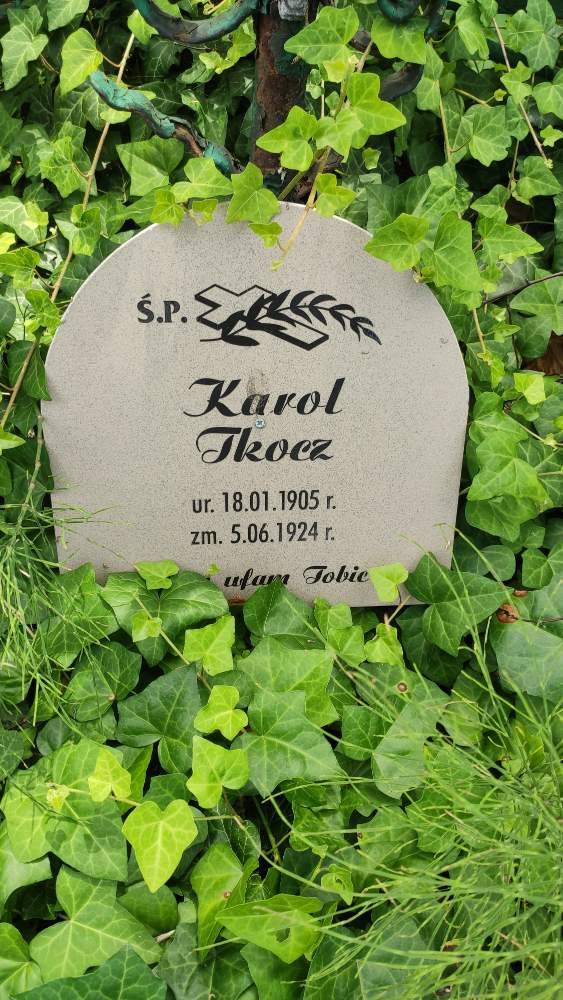 Ś.P.
Karol
Tkocz
ur. 18.01.1905 r.
zm. 5.06.1924 r.
ufam Tobie